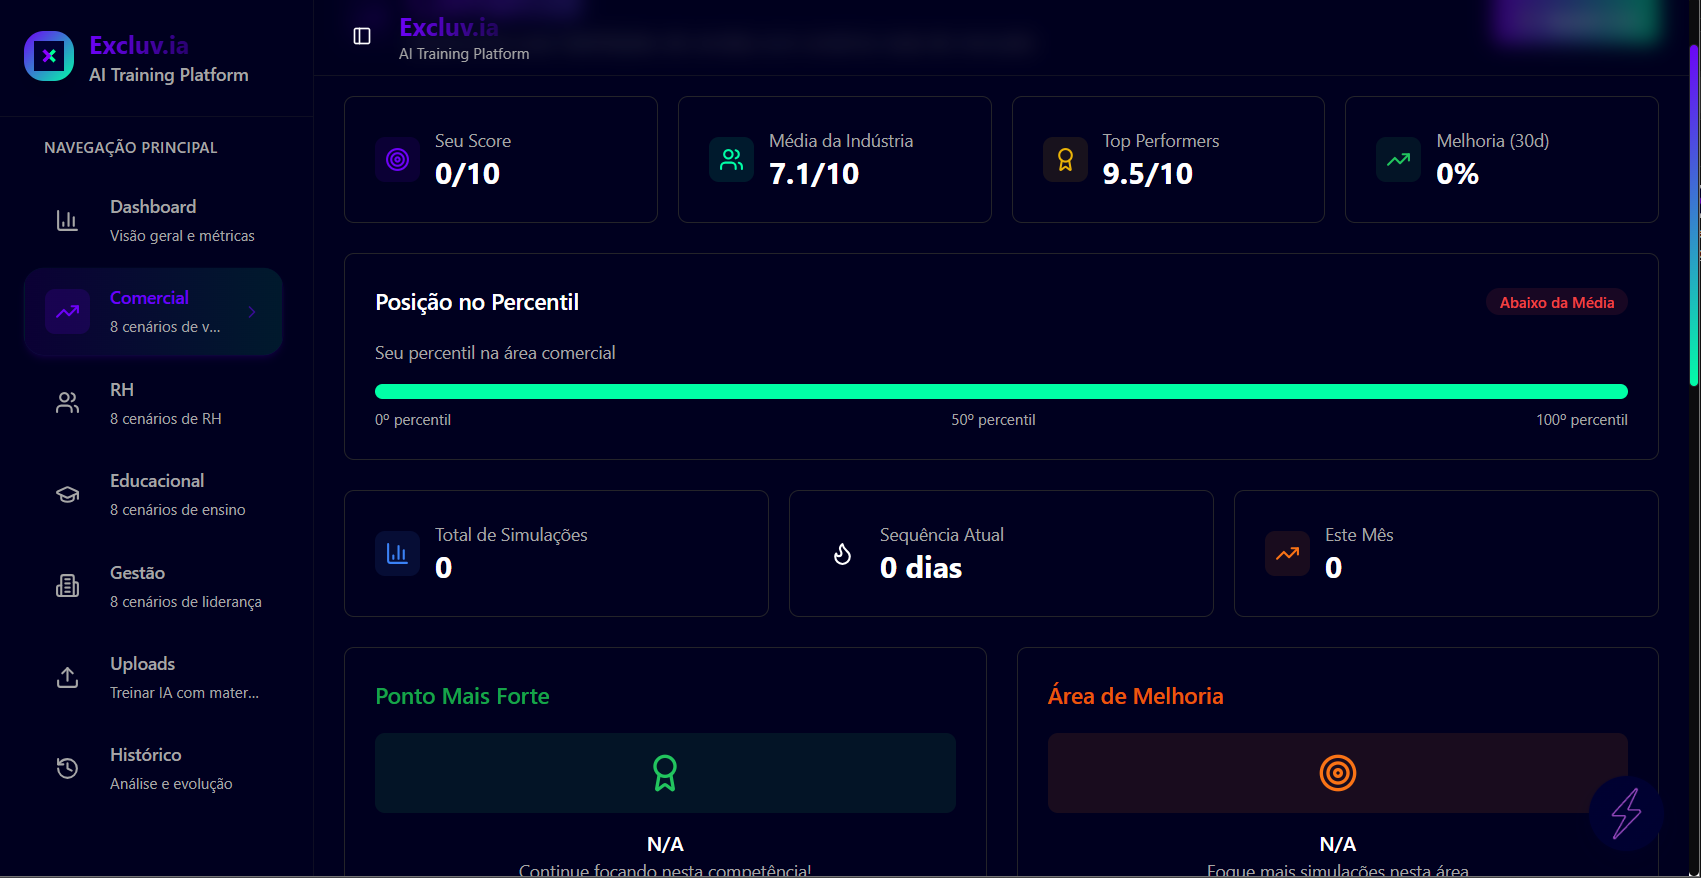 Excluv.ia
AI Training Platform
NAVEGAÇÃO PRINCIPAL
Dashboard
Visão geral e métricas
Comercial
8 cenários de v...
RH
8 cenários de RH
Educacional
8 cenários de ensino
Gestão
8 cenários de liderança
Uploads
Treinar IA com mater...
Histórico
Análise e evolução
Excluv.ia
AI Training Platform
Seu Score
0/10
Média da Indústria
7.1/10
Top Performers
9.5/10
Melhoria (30d)
0%
Posição no Percentil
Abaixo da Média
Seu percentil na área comercial
0º percentil
50º percentil
100º percentil
Total de Simulações
0
Sequência Atual
0 dias
Este Mês
0
Ponto Mais Forte
N/A
Continue focando nesta competência!
Área de Melhoria
N/A
Foque mais simulações nesta área